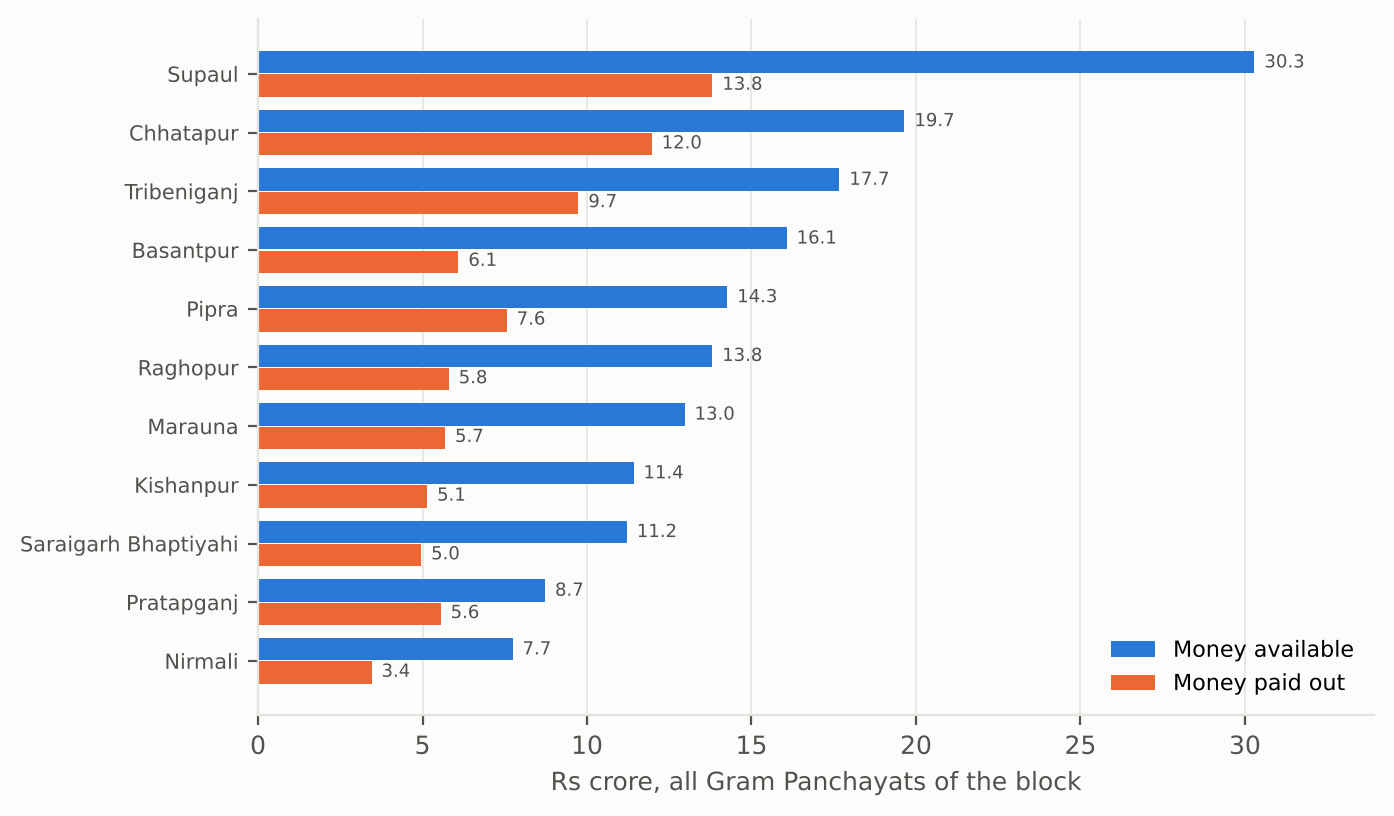 Supaul 30.3
13.8
Chhatapur 19.7
12.0
Tribeniganj 17.7
9.7
Basantpur 16.1
6.1
Pipra 14.3
7.6
Raghopur 13.8
5.8
Marauna 13.0
5.7
Kishanpur 11.4
5.1
Saraigarh Bhaptiyahi 11.2
5.0
Pratapganj 8.7
5.6
Nirmali 7.7
3.4
Money available
Money paid out
0 5 10 15 20 25 30
Rs crore, all Gram Panchayats of the block